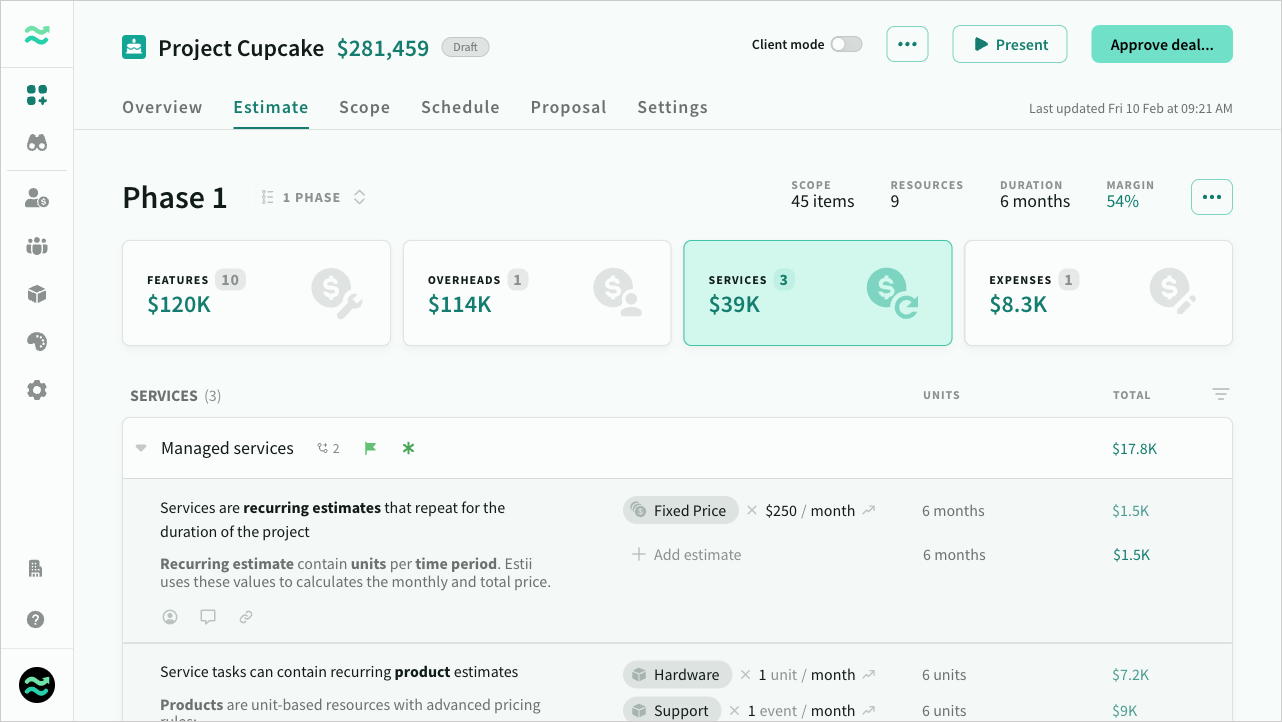 Project Cupcake $281,459 Draft Client mode Present Approve deal...
Overview Estimate Scope Schedule Proposal Settings Last updated Fri 10 Feb at 09:21 AM
Phase 1 1 PHASE
SCOPE RESOURCES DURATION MARGIN
45 items 9 6 months 54%
FEATURES 10 OVERHEADS 1 SERVICES 3 EXPENSES 1
$120K $114K $39K $8.3K
SERVICES (3) UNITS TOTAL
Managed services 2 $17.8K
Services are recurring estimates that repeat for the
duration of the project
Fixed Price × $250 / month 6 months $1.5K
Add estimate 6 months $1.5K
Recurring estimate contain units per time period. Estii
uses these values to calculates the monthly and total price.
Service tasks can contain recurring product estimates
Hardware × 1 unit / month 6 units $7.2K
Products are unit-based resources with advanced pricing
rules:
Support × 1 event / month 6 units $9K